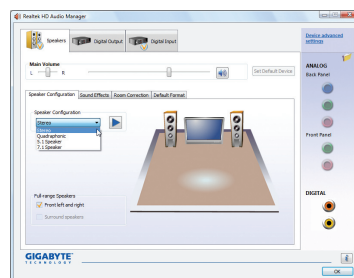 Realtek HD Audio Manager
Speakers
Digital Output
Digital Input
Device advanced
settings
Main Volume
L
R
Set Default Device
ANALOG
Back Panel
Speaker Configuration
Sound Effects
Room Correction
Default Format
Speaker Configuration
Stereo
Stereo
Quadraphonic
5.1 Speaker
7.1 Speaker
Front Panel
Full-range Speakers
Front left and right
Surround speakers
DIGITAL
GIGABYTE
TECHNOLOGY
i
OK